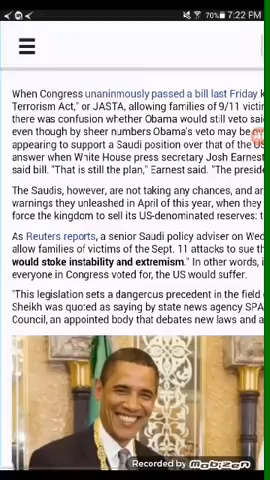 70% 7:22 PM
When Congress unaninmously passed a bill last Friday k
Terrorism Act," or JASTA, allowing families of 9/11 victin
there was confusion whether Obama would still veto said
even though by sheer numbers Obama's veto may be
appearing to support a Saudi position over that of the US
answer when White House press secretary Josh Earnest
said bill. "That is still the plan," Earnest said. "The preside
The Saudis, however, are not taking any chances, and ar
warnings they unleashed in April of this year, when they
force the kingdom to sell its US-denominated reserves: t
As Reuters reports, a senior Saudi policy adviser on Wed
allow families of victims of the Sept. 11 attacks to sue th
would stoke instability and extremism." In other words, i
everyone in Congress voted for, the US would suffer.
"This legislation sets a dangerous precedent in the field
Sheikh was quoted as saying by state news agency SPA
Council, an appointed body that debates new laws and a
Recorded by Mobizen